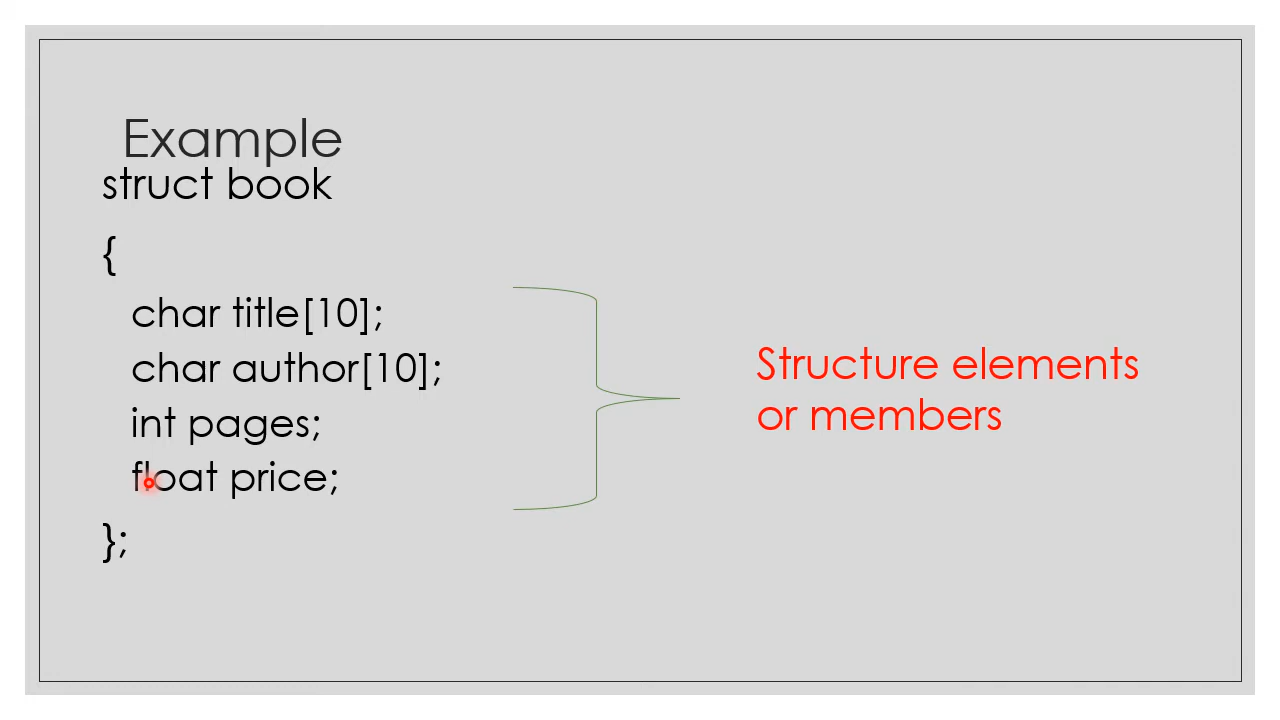 Example
struct book
{
char title[10];
char author[10];
int pages;
float price;
};
Structure elements
or members